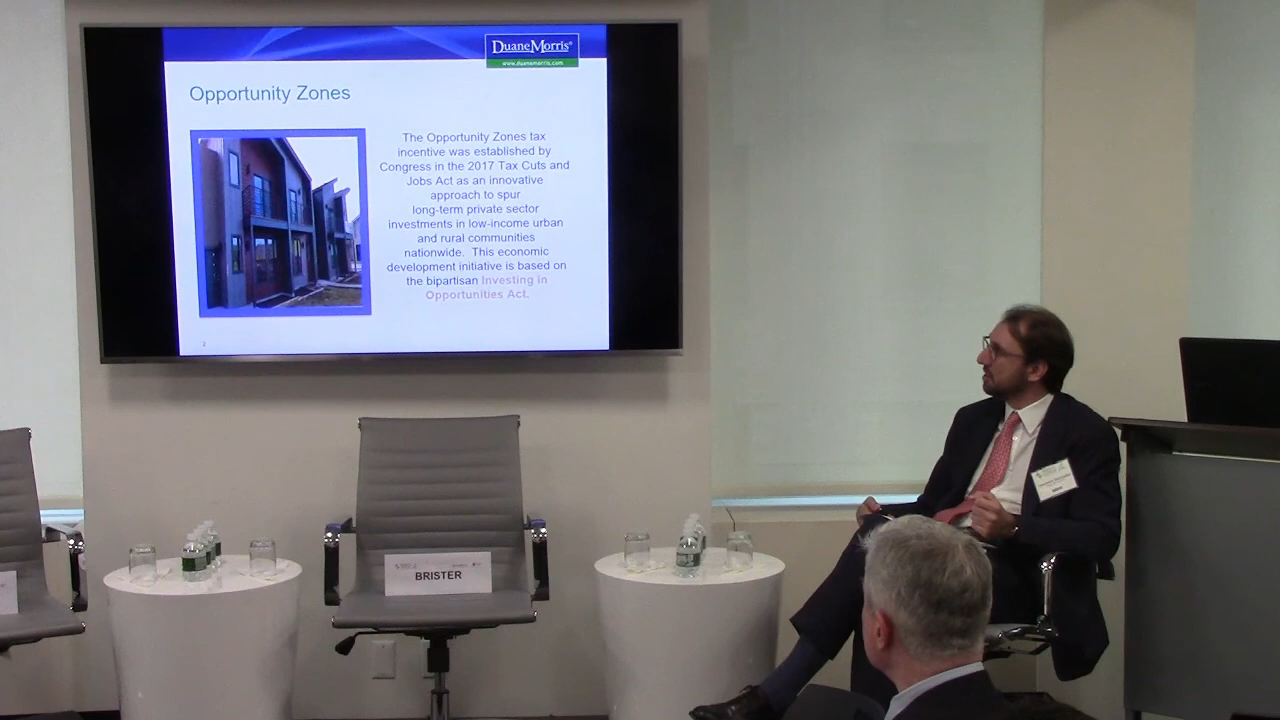 DuaneMorris®
www.duanemorris.com
Opportunity Zones
The Opportunity Zones tax
incentive was established by
Congress in the 2017 Tax Cuts and
Jobs Act as an innovative
approach to spur
long-term private sector
investments in low-income urban
and rural communities
nationwide. This economic
development initiative is based on
the bipartisan Investing in
Opportunities Act.
2
BRISTER